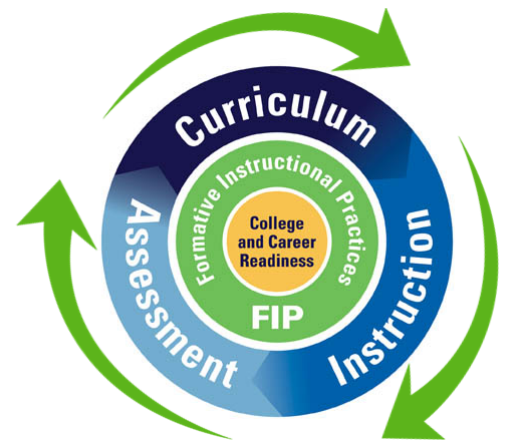 Curriculum
Instruction
Assessment
Formative Instructional Practices
FIP
College
and Career
Readiness